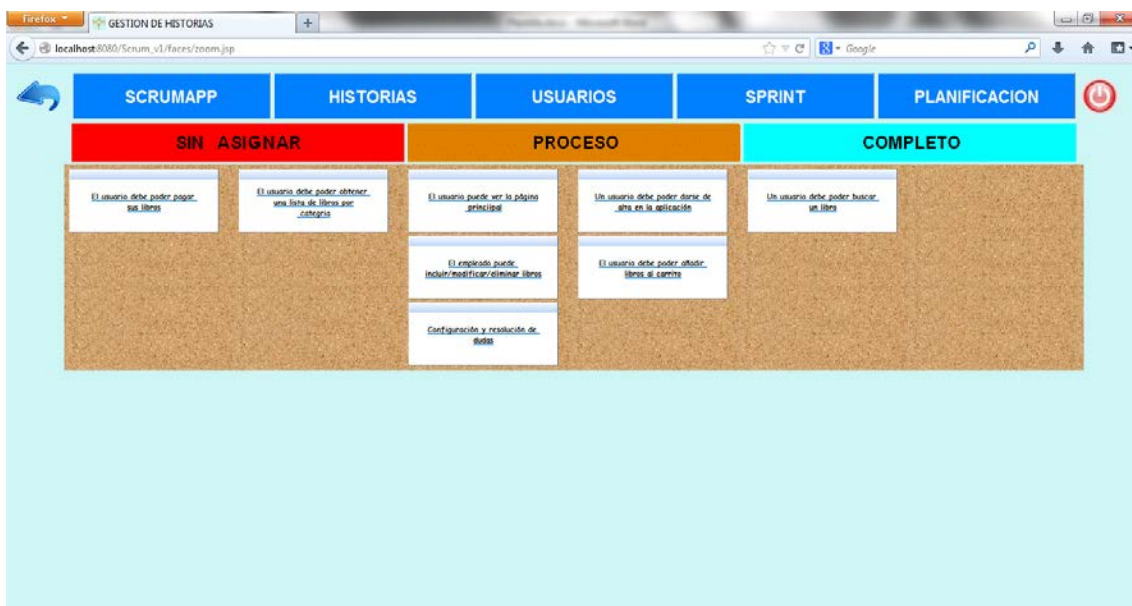 Firefox
GESTION DE HISTORIAS
localhost:8080/Scrum_v1/faces/zoom.jsp
Google
SCRUMAPP
HISTORIAS
USUARIOS
SPRINT
PLANIFICACION
SIN ASIGNAR
PROCESO
COMPLETO
El usuario debe poder pagar
sus libros
El usuario debe poder obtener
una lista de libros por
categria
El usuario puede ver la página
princiipal
Un usuario debe poder darse de
alta en la aplicación
Un usuario debe poder buscar
un libro
El empleado puede
incluir/modificar/eliminar libros
El usuario debe poder añadir
libros al carrito
Configuración y resolución de
dudas